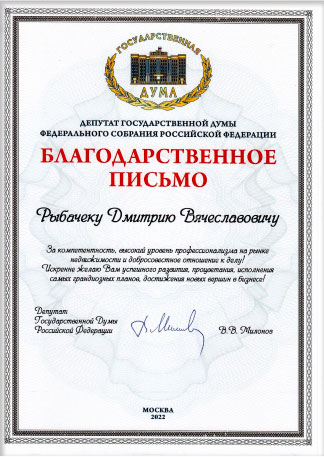 ГОСУДАРСТВЕННАЯ
ДУМА
ДЕПУТАТ ГОСУДАРСТВЕННОЙ ДУМЫ
ФЕДЕРАЛЬНОГО СОБРАНИЯ РОССИЙСКОЙ ФЕДЕРАЦИИ
БЛАГОДАРСТВЕННОЕ
ПИСЬМО
Рыбачеку Дмитрию Вячеславовичу
За компетентность, высокий уровень профессионализма на рынке
недвижимости и добросовестное отношение к делу!
Искренне желаю Вам успешного развития, процветания, исполнения
самых грандиозных планов, достижения новых вершин в бизнесе!
Депутат
Государственной Думы
Российской Федерации
В.В. Милонов
МОСКВА
2022